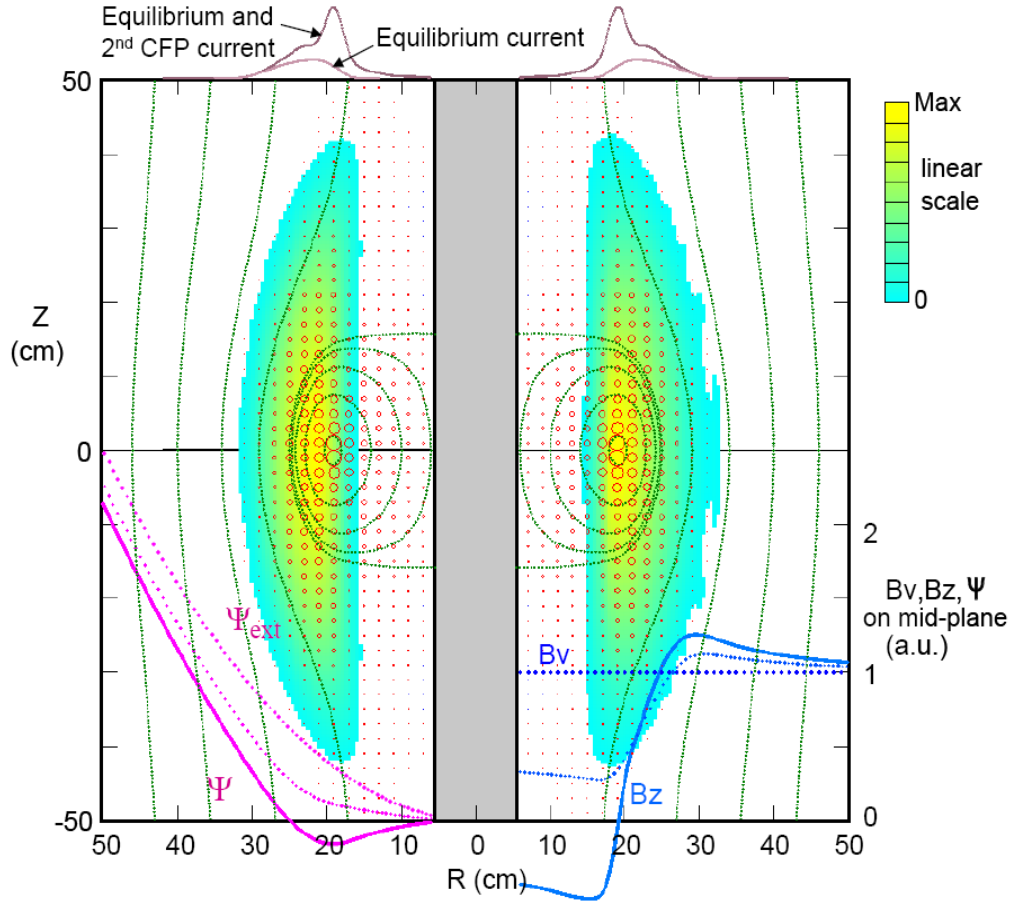 Equilibrium and
2nd CFP current
Equilibrium current
50
Max
linear
scale
0
Z
(cm)
0
2
Bv,Bz,Ψ
on mid-plane
(a.u.)
Ψext
Bv
1
Ψ
Bz
-50
0
50 40 30 20 10 0 10 20 30 40 50
R (cm)